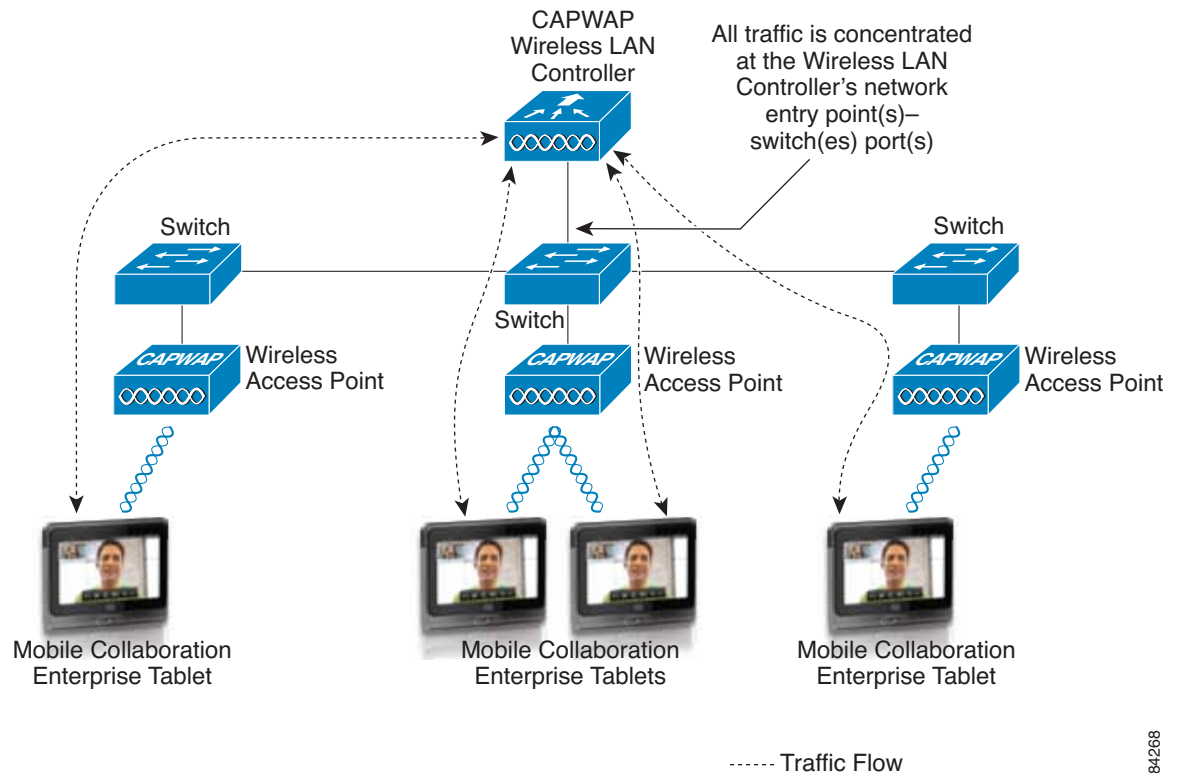 CAPWAP
Wireless LAN
Controller
All traffic is concentrated
at the Wireless LAN
Controller’s network
entry point(s)–
switch(es) port(s)
Switch
Switch
Switch
CAPWAP
Wireless
Access Point
CAPWAP
Wireless
Access Point
CAPWAP
Wireless
Access Point
Mobile Collaboration
Enterprise Tablet
Mobile Collaboration
Enterprise Tablets
Mobile Collaboration
Enterprise Tablet
Traffic Flow
84268